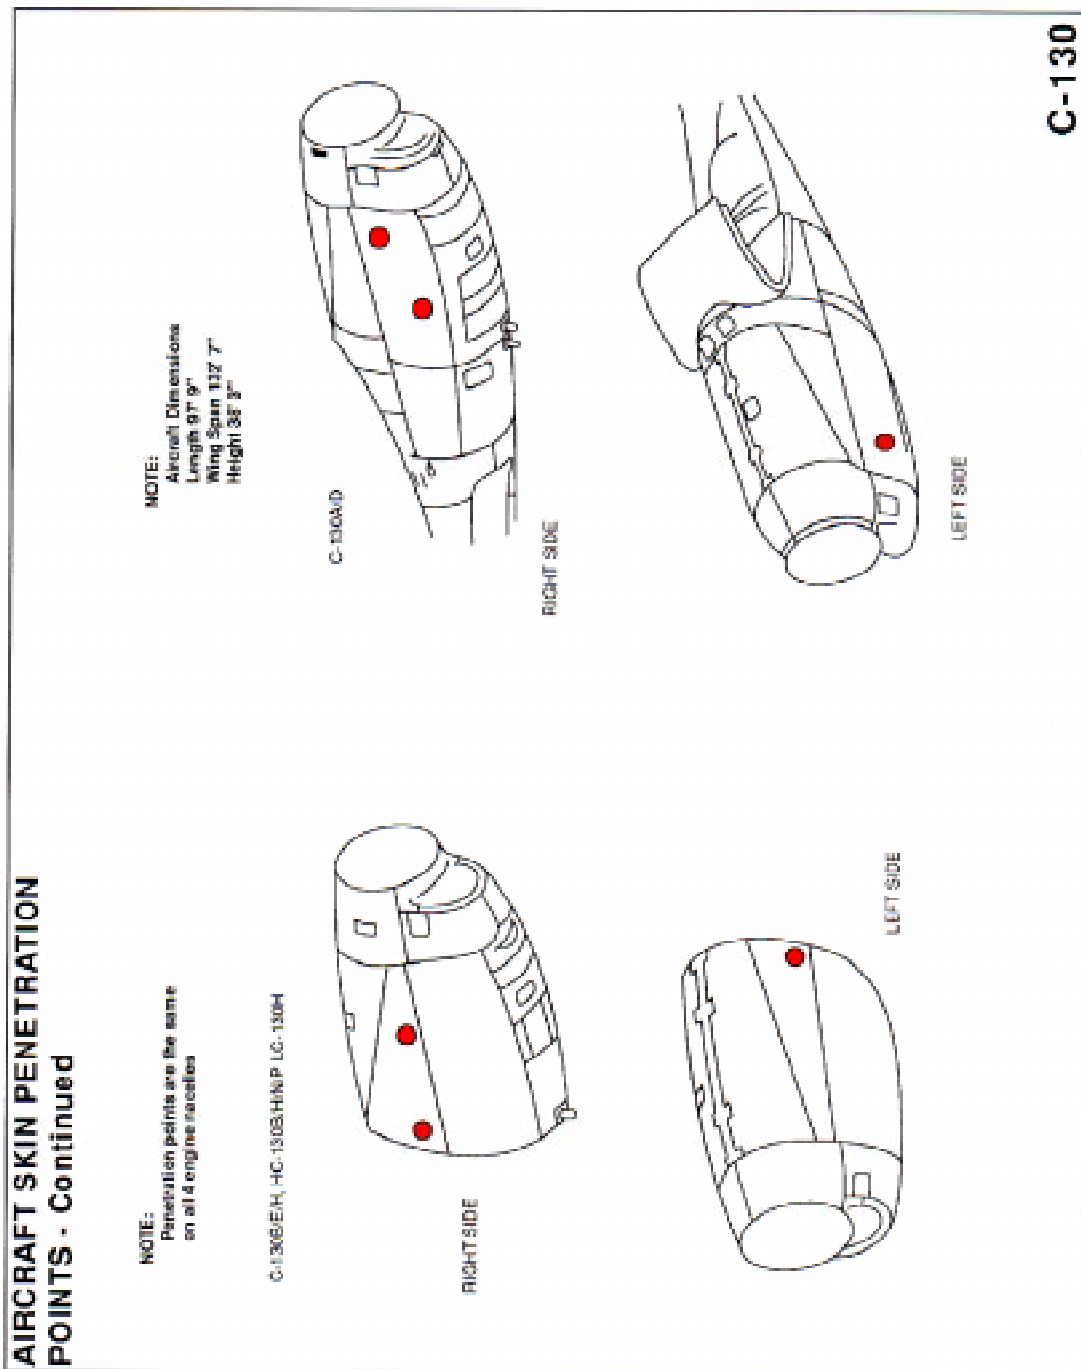 AIRCRAFT SKIN PENETRATION
POINTS - Continued
NOTE:
Penetration points are the same
on all 4 engine nacelles
NOTE:
Aircraft Dimensions
Length 97' 9"
Wing Span 132' 7"
Height 38' 3"
C-130B/E/H, HC-130B/H/N/P LC-130H
C-130A/D
RIGHT SIDE
RIGHT SIDE
LEFT SIDE
LEFT SIDE
C-130